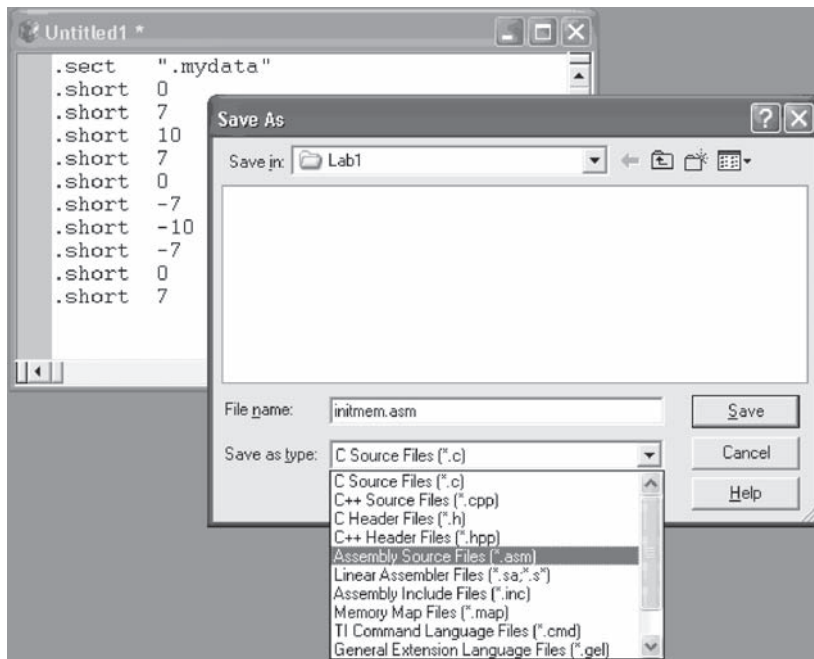 Untitled1 *
.sect ".mydata"
.short 0
.short 7
.short 10
.short 7
.short 0
.short -7
.short -10
.short -7
.short 0
.short 7
Save As
Save in: Lab1
File name: initmem.asm
Save
Save as type: C Source Files (*.c)
Cancel
C Source Files (*.c)
C++ Source Files (*.cpp)
Help
C Header Files (*.h)
C++ Header Files (*.hpp)
Assembly Source Files (*.asm)
Linear Assembler Files (*.sa;*.s*)
Assembly Include Files (*.inc)
Memory Map Files (*.map)
TI Command Language Files (*.cmd)
General Extension Language Files (*.gel)